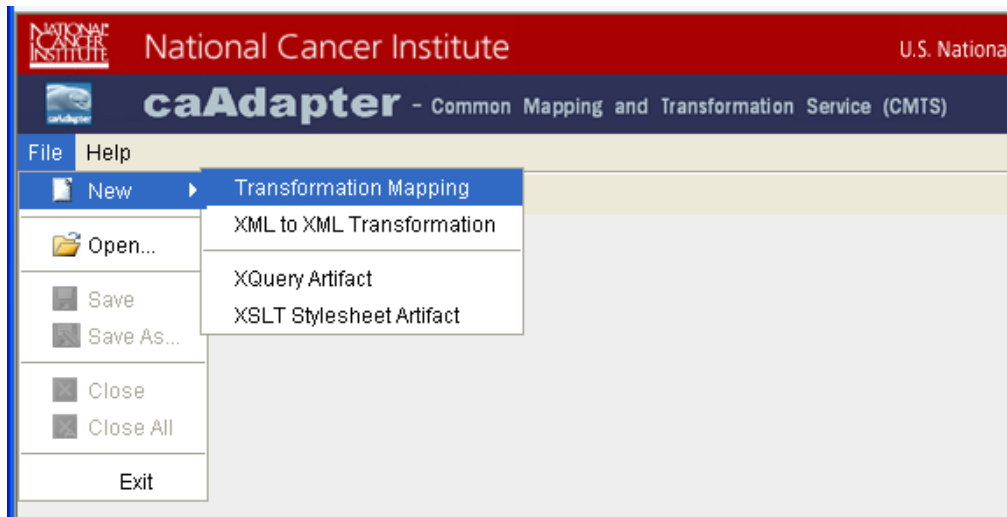 NATIONAL
CANCER
INSTITUTE
National Cancer Institute
U.S. Nationa
caAdapter
caAdapter - Common Mapping and Transformation Service (CMTS)
File Help
New
Transformation Mapping
XML to XML Transformation
Open...
XQuery Artifact
Save
XSLT Stylesheet Artifact
Save As...
Close
Close All
Exit